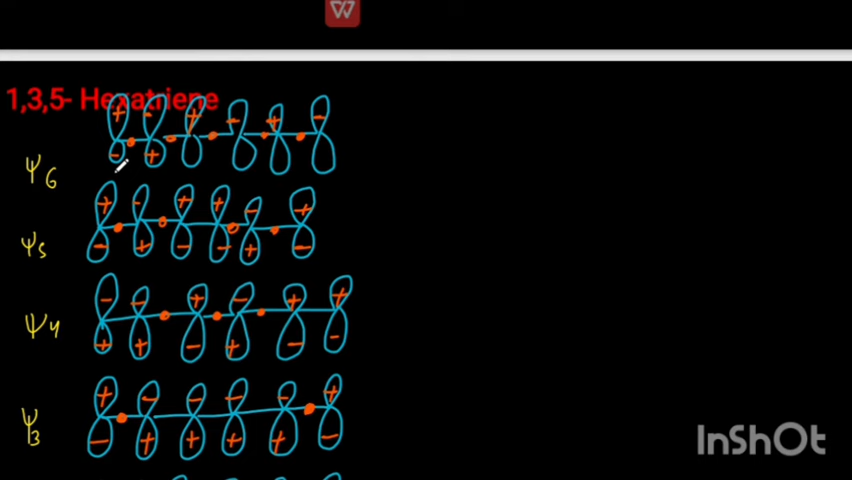 1,3,5- Hexatriene
+ - + - + -
Ψ6
- +
+ - + + - +
Ψ5
- + - - + -
- - + - + +
Ψ4
+ + - + - -
+ - - - - +
Ψ3
- + + + + -
InShOt